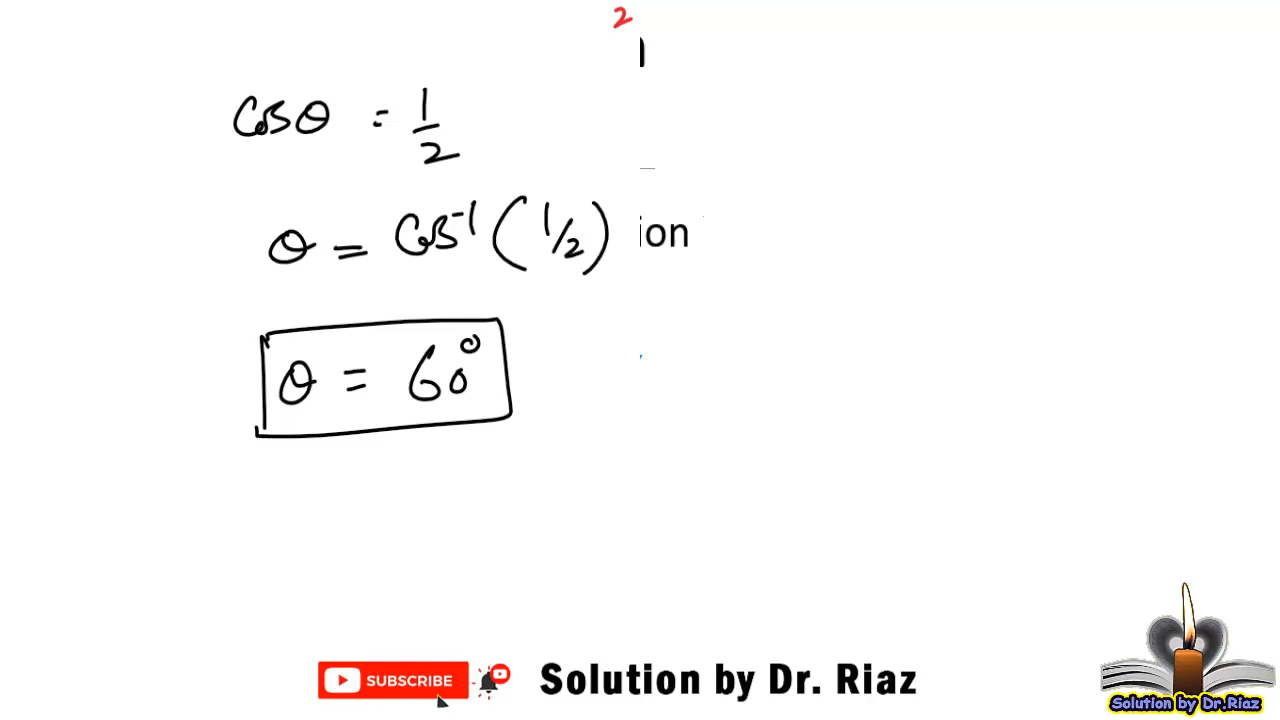 2
cosθ = 1/2
θ = cos⁻¹ (1/2)
ion
θ = 60°
SUBSCRIBE
Solution by Dr. Riaz
Solution by Dr.Riaz